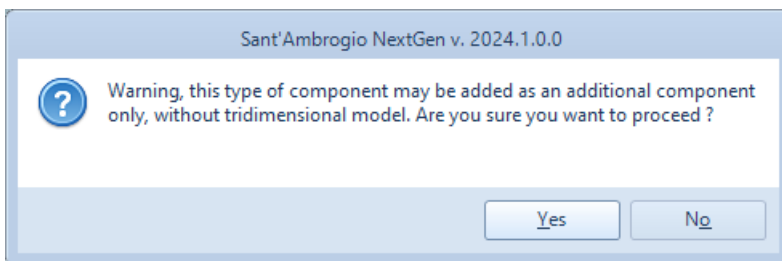 Sant'Ambrogio NextGen v. 2024.1.0.0
Warning, this type of component may be added as an additional component
only, without tridimensional model. Are you sure you want to proceed ?
Yes
No